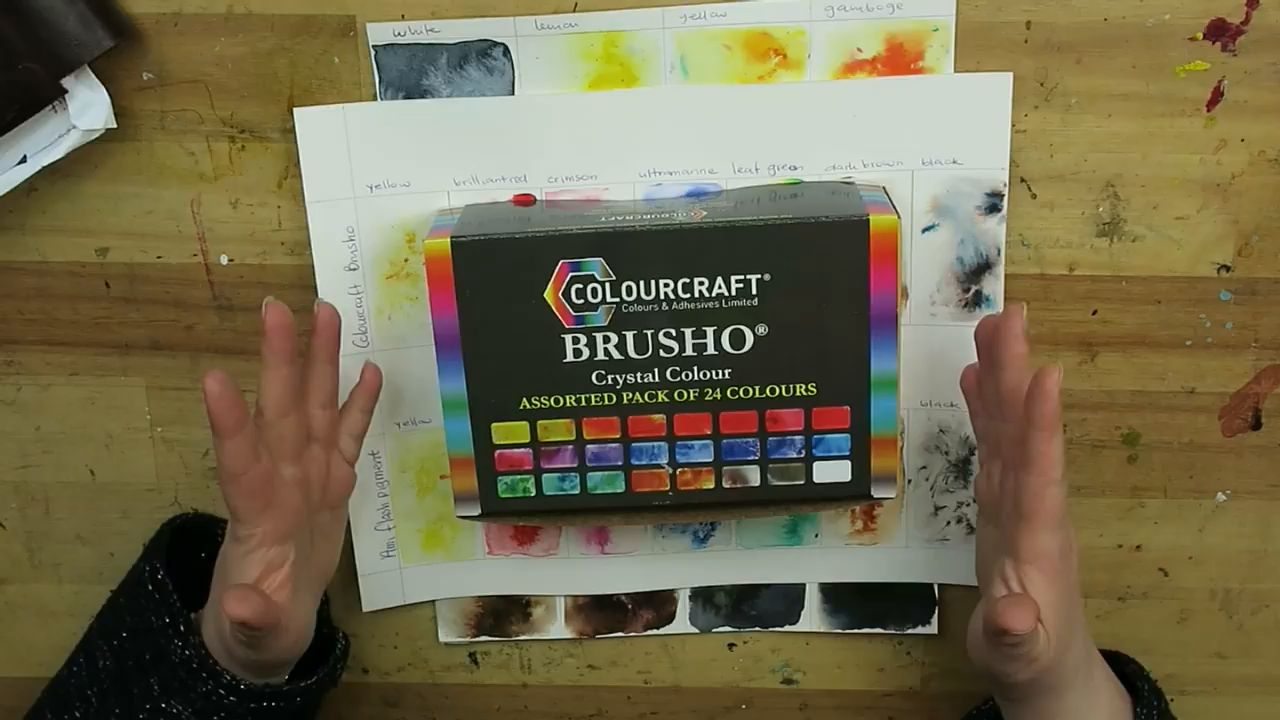 white lemon yellow gamboge
yellow brilliant red crimson ultramarine leaf green dark brown black
Colourcraft Brusho
COLOURCRAFT
COLOURCRAFT®
Colours & Adhesives Limited
BRUSHO®
Crystal Colour
ASSORTED PACK OF 24 COLOURS
yellow black
flash pigment